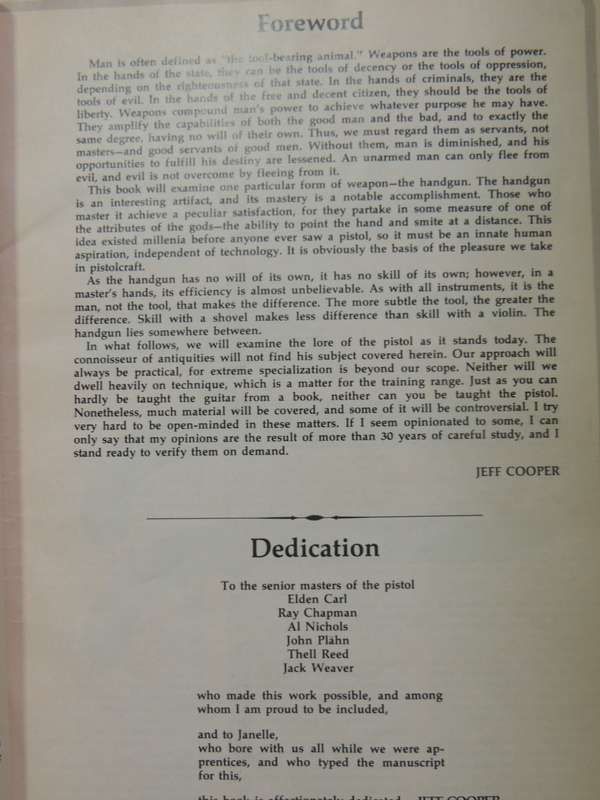 Foreword
Man is often defined as "the tool-bearing animal." Weapons are the tools of power.
In the hands of the state, they can be the tools of decency or the tools of oppression,
depending on the righteousness of that state. In the hands of criminals, they are the
tools of evil. In the hands of the free and decent citizen, they should be the tools of
liberty. Weapons compound man's power to achieve whatever purpose he may have.
They amplify the capabilities of both the good man and the bad, and to exactly the
same degree, having no will of their own. Thus, we must regard them as servants, not
masters—and good servants of good men. Without them, man is diminished, and his
opportunities to fulfill his destiny are lessened. An unarmed man can only flee from
evil, and evil is not overcome by fleeing from it.
This book will examine one particular form of weapon—the handgun. The handgun
is an interesting artifact, and its mastery is a notable accomplishment. Those who
master it achieve a peculiar satisfaction, for they partake in some measure of one of
the attributes of the gods—the ability to point the hand and smite at a distance. This
idea existed millenia before anyone ever saw a pistol, so it must be an innate human
aspiration, independent of technology. It is obviously the basis of the pleasure we take
in pistolcraft.
As the handgun has no will of its own, it has no skill of its own; however, in a
master's hands, its efficiency is almost unbelievable. As with all instruments, it is the
man, not the tool, that makes the difference. The more subtle the tool, the greater the
difference. Skill with a shovel makes less difference than skill with a violin. The
handgun lies somewhere between.
In what follows, we will examine the lore of the pistol as it stands today. The
connoisseur of antiquities will not find his subject covered herein. Our approach will
always be practical, for extreme specialization is beyond our scope. Neither will we
dwell heavily on technique, which is a matter for the training range. Just as you can
hardly be taught the guitar from a book, neither can you be taught the pistol.
Nonetheless, much material will be covered, and some of it will be controversial. I try
very hard to be open-minded in these matters. If I seem opinionated to some, I can
only say that my opinions are the result of more than 30 years of careful study, and I
stand ready to verify them on demand.
JEFF COOPER
Dedication
To the senior masters of the pistol
Elden Carl
Ray Chapman
Al Nichols
John Plähn
Thell Reed
Jack Weaver
who made this work possible, and among
whom I am proud to be included,
and to Janelle,
who bore with us all while we were ap-
prentices, and who typed the manuscript
for this,
this book is affectionately dedicated JEFF COOPER